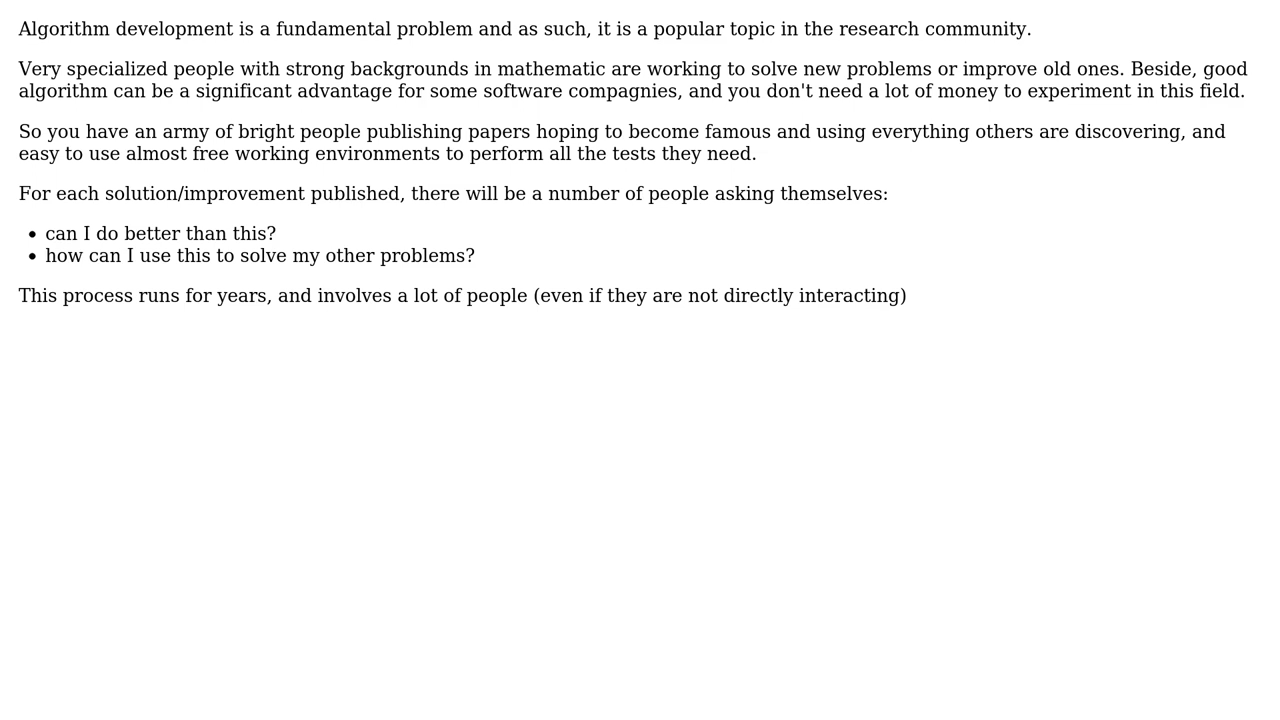 Algorithm development is a fundamental problem and as such, it is a popular topic in the research community.
Very specialized people with strong backgrounds in mathematic are working to solve new problems or improve old ones. Beside, good
algorithm can be a significant advantage for some software compagnies, and you don't need a lot of money to experiment in this field.
So you have an army of bright people publishing papers hoping to become famous and using everything others are discovering, and
easy to use almost free working environments to perform all the tests they need.
For each solution/improvement published, there will be a number of people asking themselves:
• can I do better than this?
• how can I use this to solve my other problems?
This process runs for years, and involves a lot of people (even if they are not directly interacting)